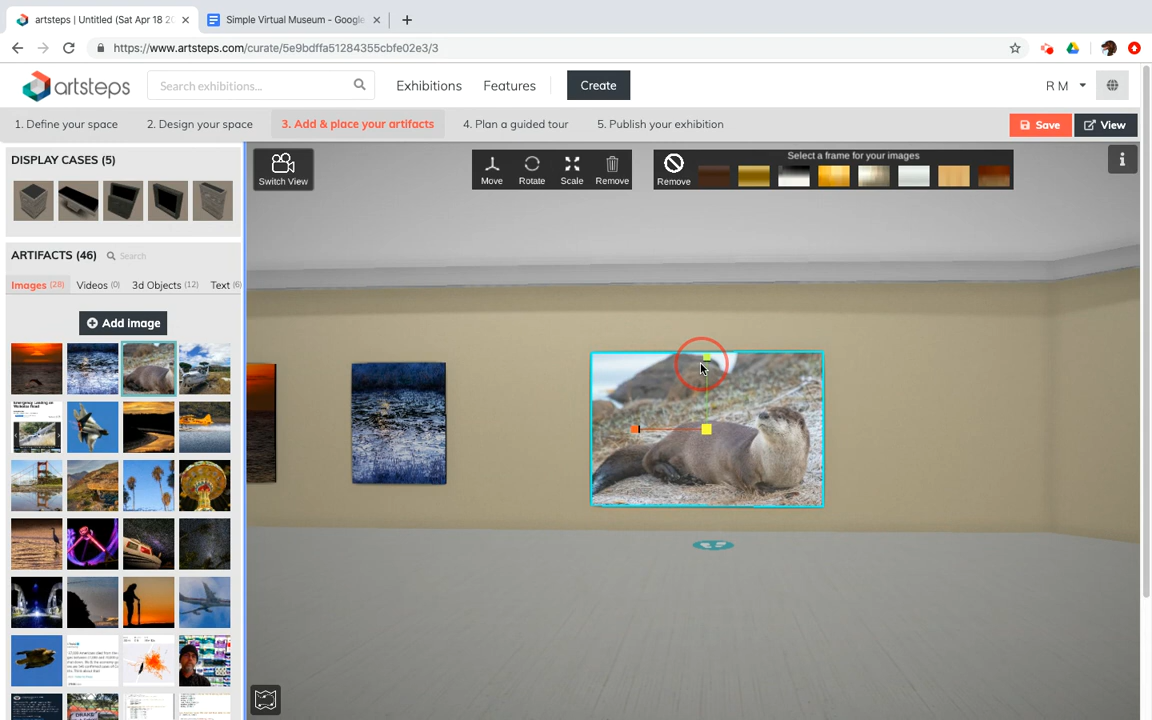 artsteps | Untitled (Sat Apr 18 20
Simple Virtual Museum - Google
https://www.artsteps.com/curate/5e9bdffa51284355cbfe02e3/3
artsteps
Search exhibitions...
Exhibitions
Features
Create
R M
1. Define your space
2. Design your space
3. Add & place your artifacts
4. Plan a guided tour
5. Publish your exhibition
Save
View
DISPLAY CASES (5)
Switch View
Move
Rotate
Scale
Remove
Select a frame for your images
Remove
i
ARTIFACTS (46)
Search
Images (28)
Videos (0)
3d Objects (12)
Text (6)
Add image